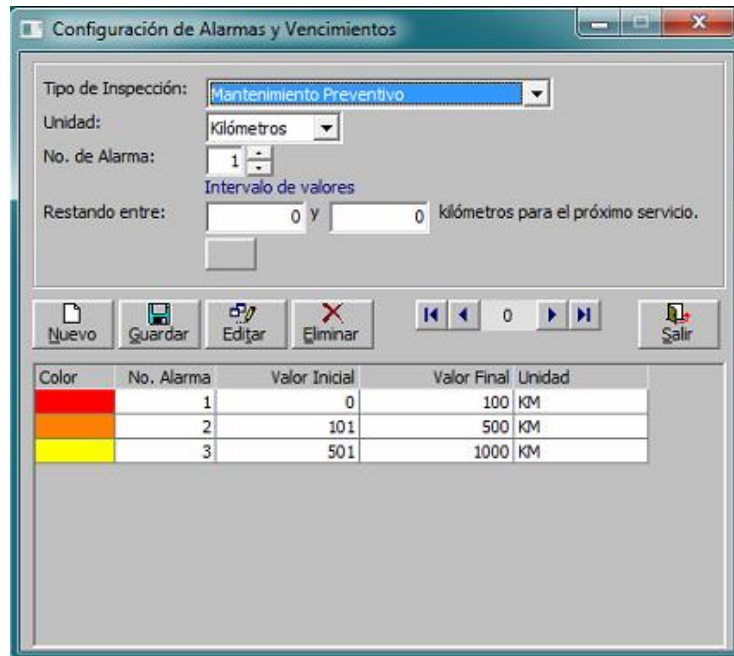 Configuración de Alarmas y Vencimientos
Tipo de Inspección: Mantenimiento Preventivo
Unidad: Kilómetros
No. de Alarma: 1
Intervalo de valores
Restando entre: 0 y 0 kilómetros para el próximo servicio.
Nuevo Guardar Editar Eliminar 0 Salir
Color No. Alarma Valor Inicial Valor Final Unidad
1 0 100 KM
2 101 500 KM
3 501 1000 KM